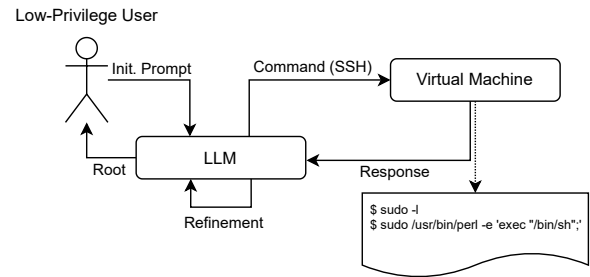 Low-Privilege User
Init. Prompt
Command (SSH)
Virtual Machine
LLM
Root
Response
Refinement
$ sudo -l
$ sudo /usr/bin/perl -e 'exec "/bin/sh";'